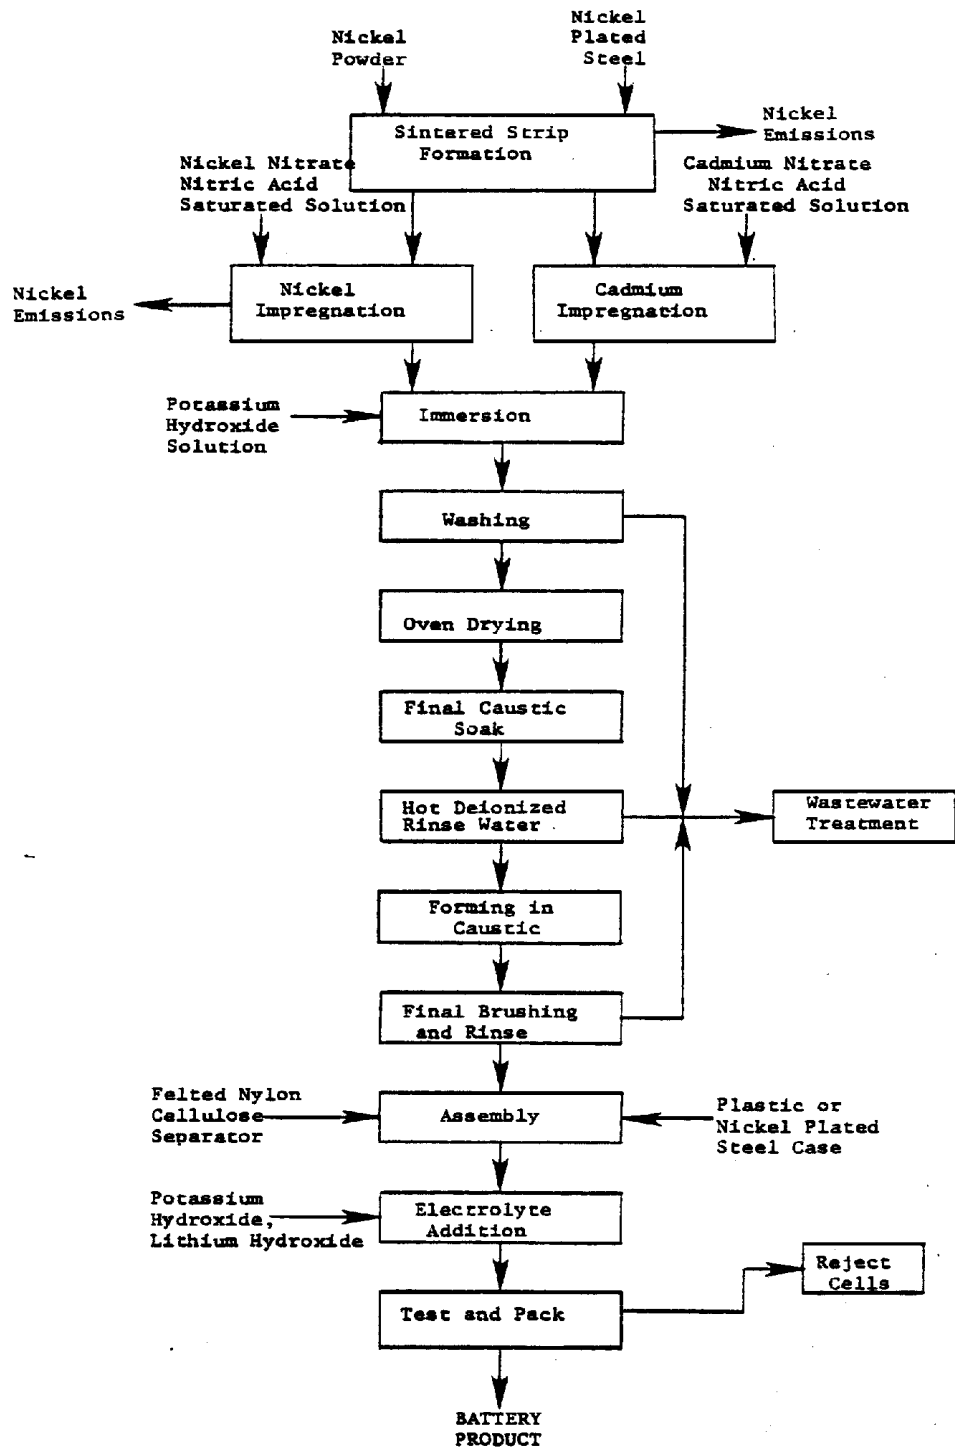 Nickel
Powder
Nickel
Plated
Steel
Sintered Strip
Formation
Nickel
Emissions
Nickel Nitrate
Nitric Acid
Saturated Solution
Cadmium Nitrate
Nitric Acid
Saturated Solution
Nickel
Emissions
Nickel
Impregnation
Cadmium
Impregnation
Potassium
Hydroxide
Solution
Immersion
Washing
Oven Drying
Final Caustic
Soak
Hot Deionized
Rinse Water
Wastewater
Treatment
Forming in
Caustic
Final Brushing
and Rinse
Felted Nylon
Cellulose
Separator
Assembly
Plastic or
Nickel Plated
Steel Case
Potassium
Hydroxide,
Lithium Hydroxide
Electrolyte
Addition
Reject
Cells
Test and Pack
BATTERY
PRODUCT